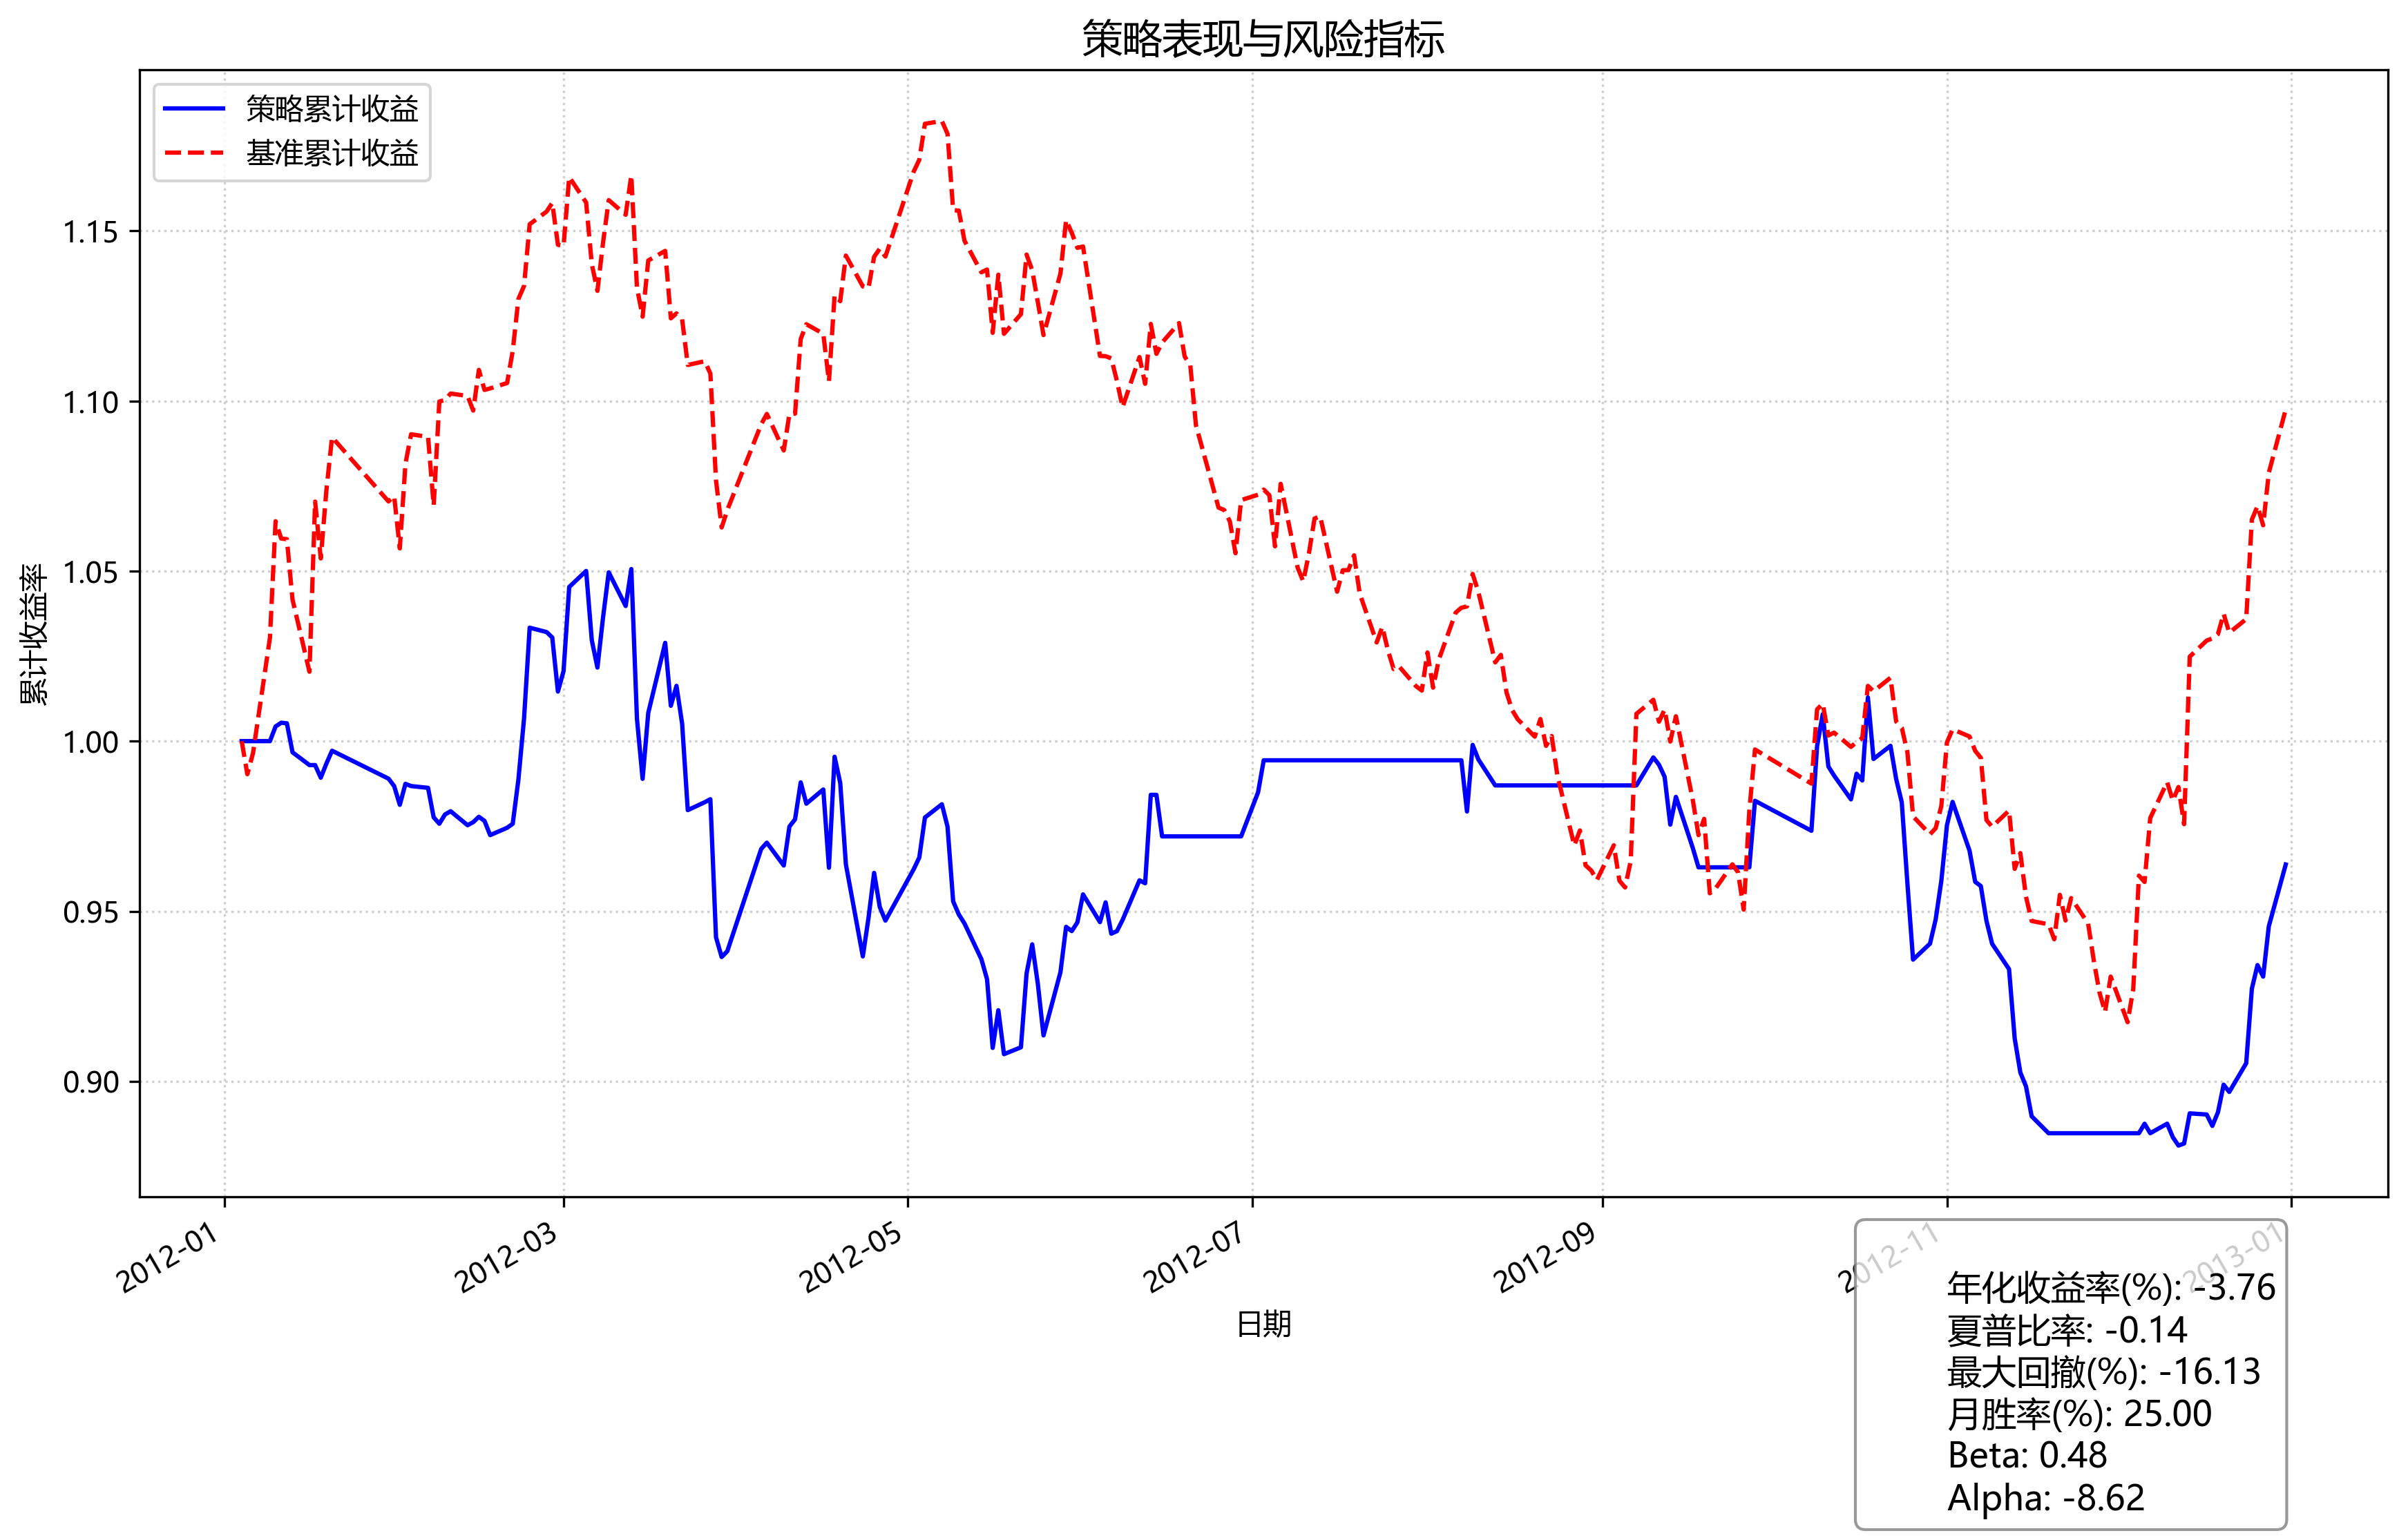 策略表现与风险指标
策略累计收益
基准累计收益
1.15
1.10
1.05
1.00
0.95
0.90
累计收益率
2012-01
2012-03
2012-05
2012-07
2012-09
2012-11
2013-01
日期
年化收益率(%): -3.76
夏普比率: -0.14
最大回撤(%): -16.13
月胜率(%): 25.00
Beta: 0.48
Alpha: -8.62